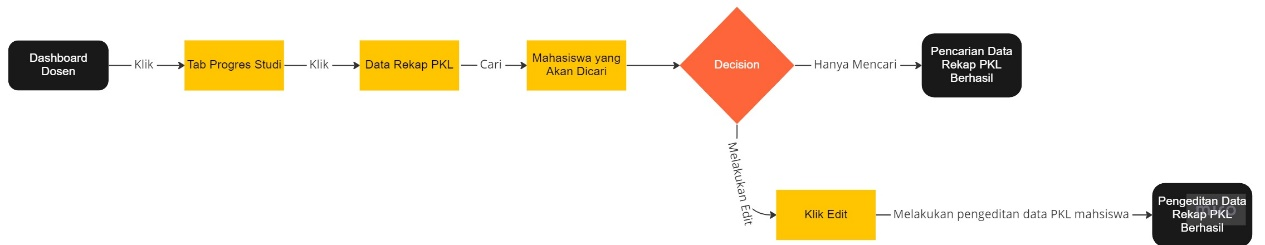 Dashboard
Dosen
Klik
Tab Progres Studi
Klik
Data Rekap PKL
Cari
Mahasiswa yang
Akan Dicari
Decision
Hanya Mencari
Pencarian Data
Rekap PKL
Berhasil
Melakukan Edit
Klik Edit
Melakukan pengeditan data PKL mahsiswa
Pengeditan Data
Rekap PKL
Berhasil
miro